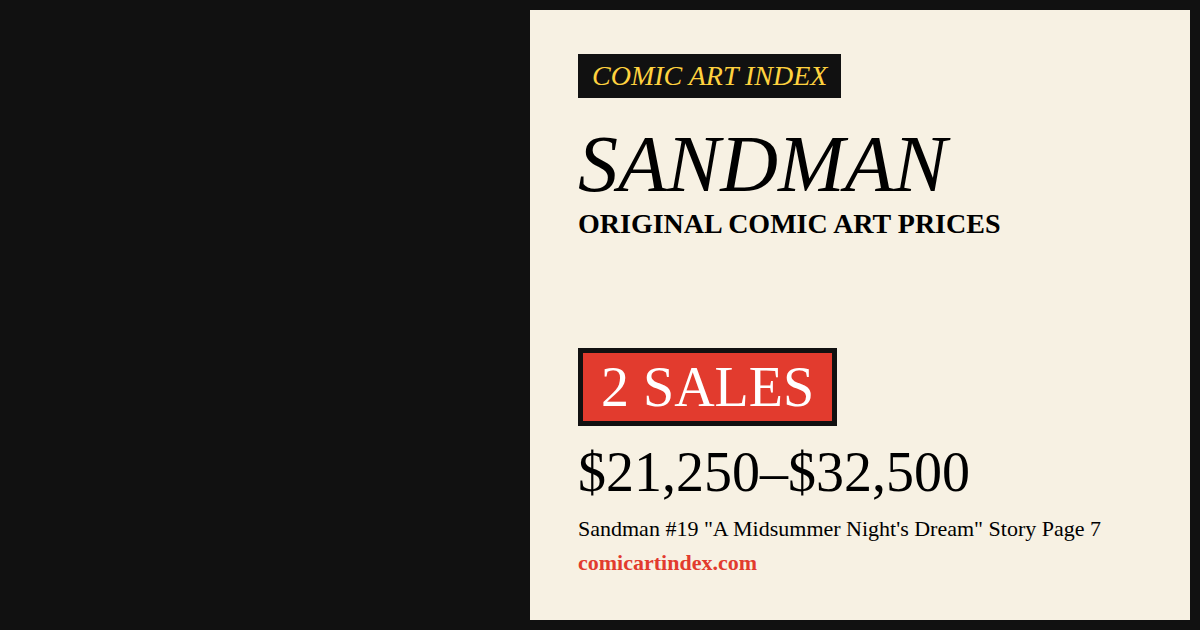 COMIC ART INDEX
SANDMAN
ORIGINAL COMIC ART PRICES
2 SALES
$21,250–$32,500
Sandman #19 "A Midsummer Night's Dream" Story Page 7
comicartindex.com